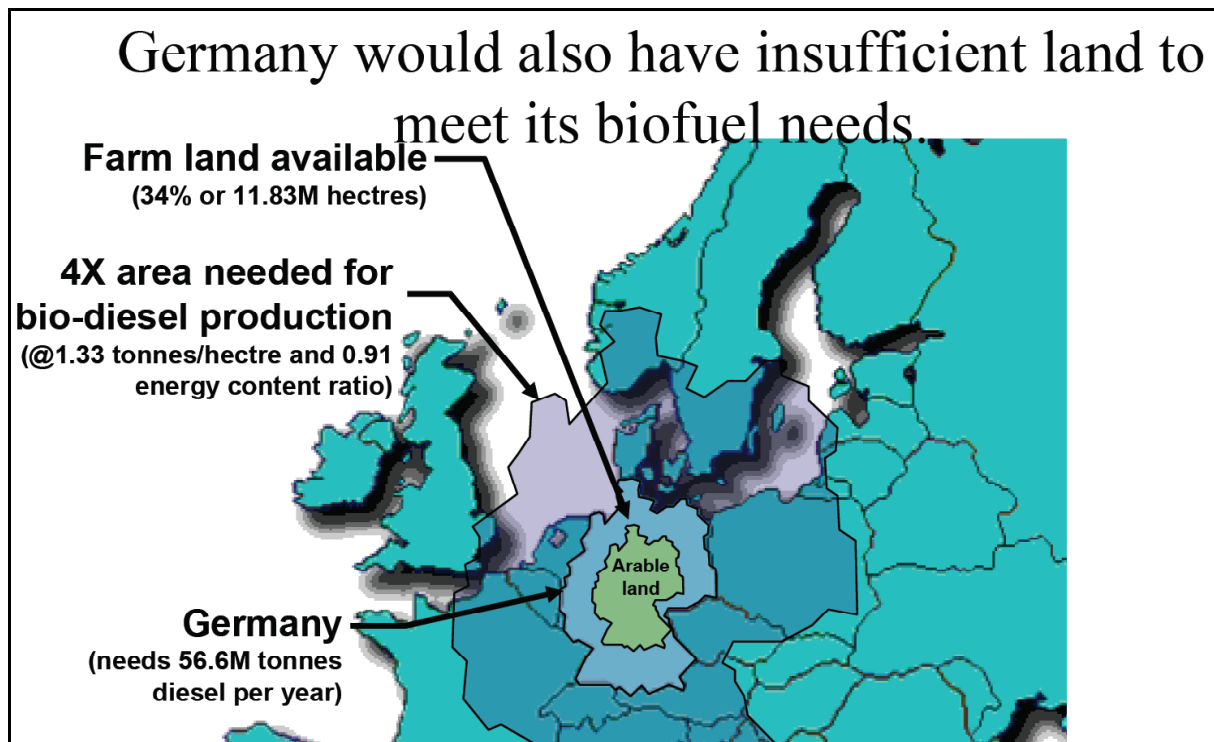 Germany would also have insufficient land to
meet its biofuel needs.
Farm land available
(34% or 11.83M hectres)
4X area needed for
bio-diesel production
(@1.33 tonnes/hectre and 0.91
energy content ratio)
Arable
land
Germany
(needs 56.6M tonnes
diesel per year)